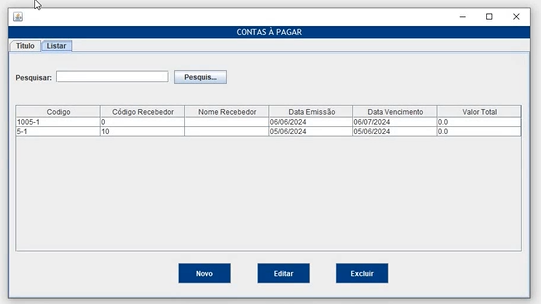 CONTAS À PAGAR
Titulo Listar
Pesquisar: Pesquis...
Codigo Código Recebedor Nome Recebedor Data Emissão Data Vencimento Valor Total
1005-1 0 06/06/2024 06/07/2024 0.0
5-1 10 05/06/2024 05/06/2024 0.0
Novo Editar Excluir